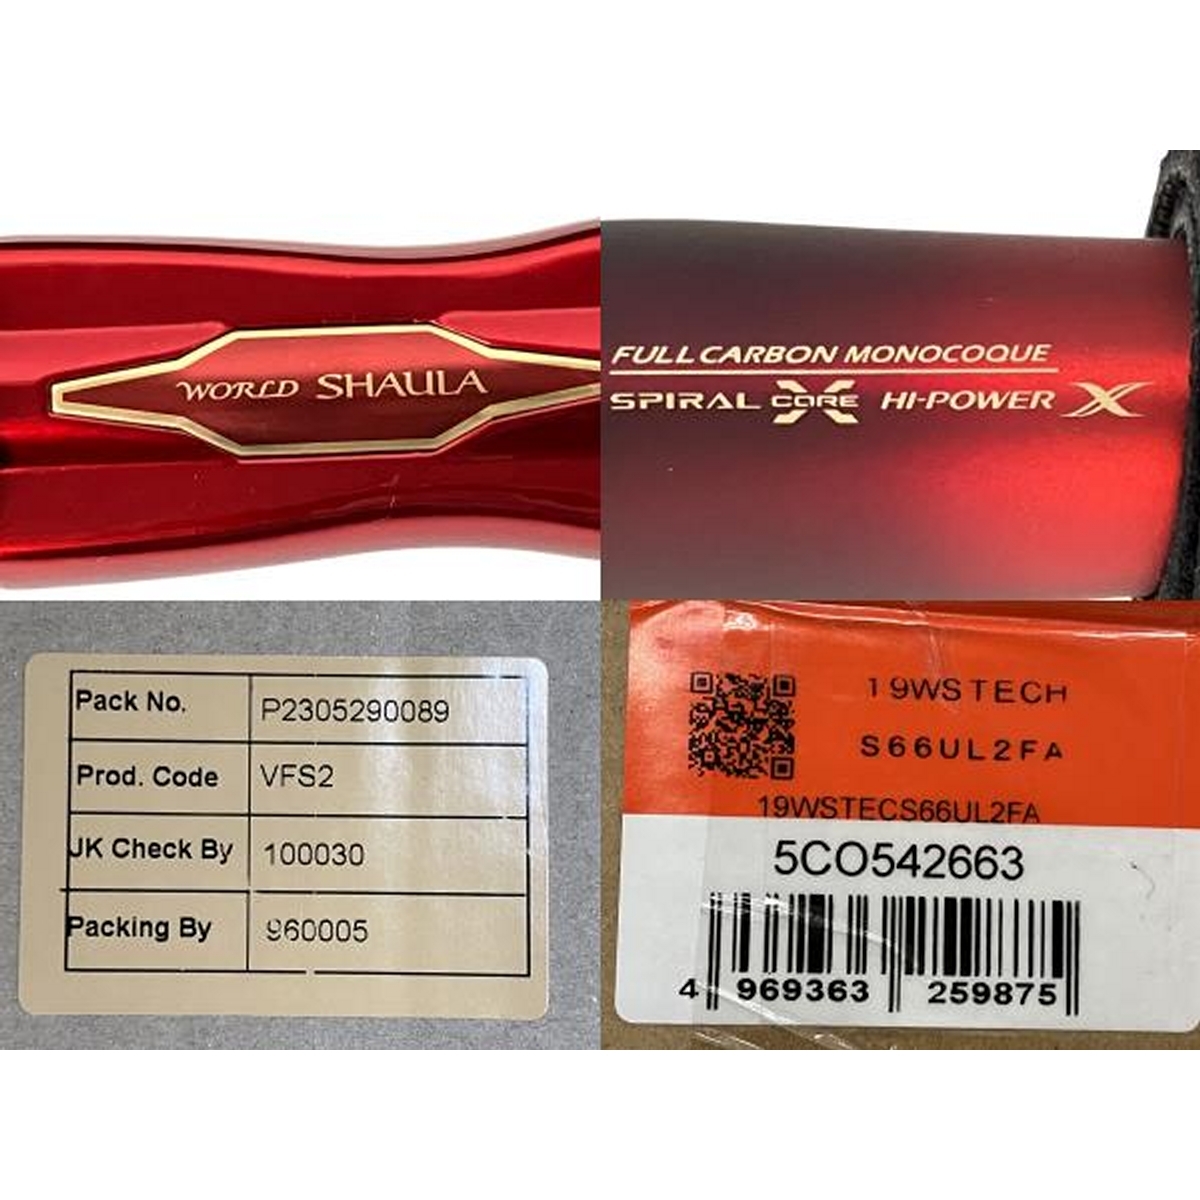 WORLD SHAULA
FULL CARBON MONOCOQUE
SPIRAL X CORE HI-POWER X
Pack No. P2305290089
Prod. Code VFS2
JK Check By 100030
Packing By 960005
19WSTECH
S66UL2FA
19WSTECS66UL2FA
5CO542663
4 969363 259875